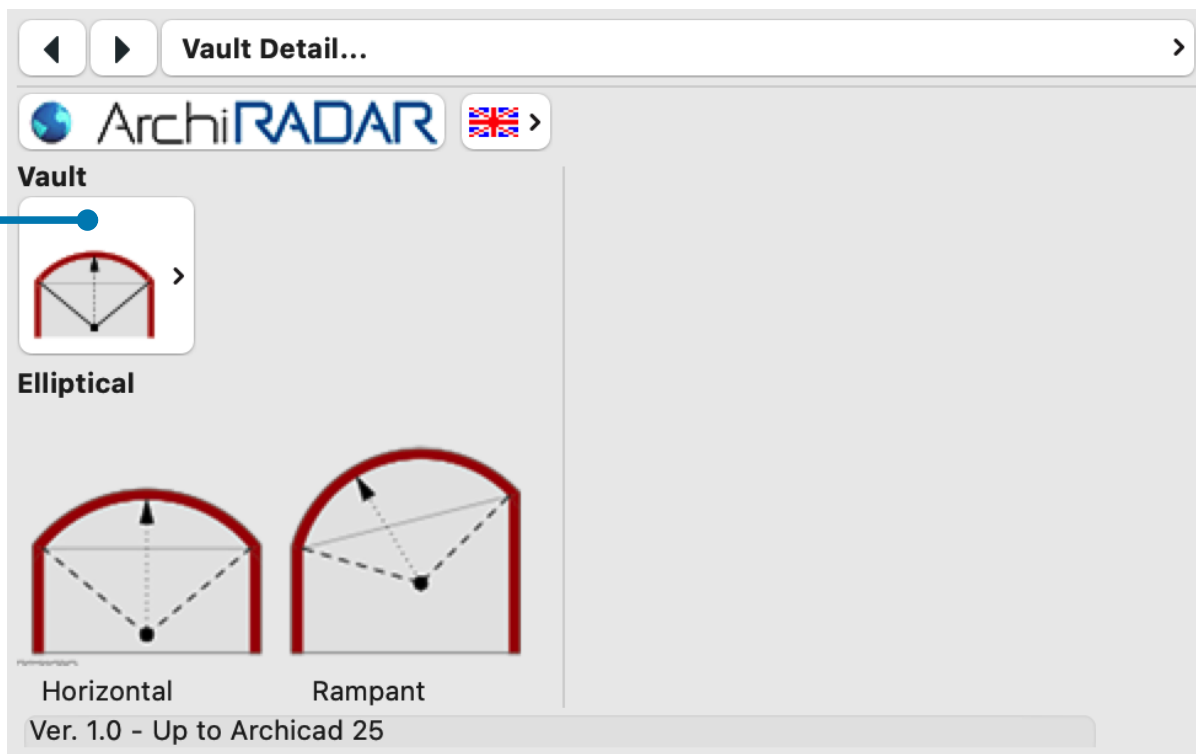 Vault Detail...
ArchiRADAR
Vault
Elliptical
Horizontal Rampant
Ver. 1.0 - Up to Archicad 25